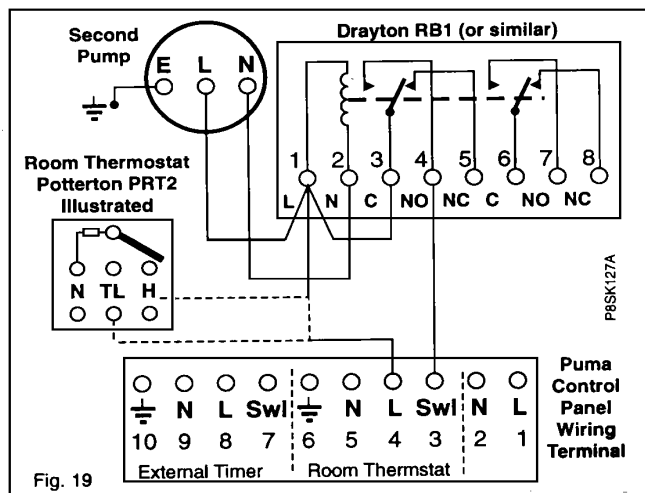 Second
Pump
Drayton RB1 (or similar)
E L N
1 2 3 4 5 6 7 8
L N C NO NC C NO NC
Room Thermostat
Potterton PRT2
Illustrated
N TL H
P8SK127A
N L Swl N L Swl N L
10 9 8 7 6 5 4 3 2 1
External Timer Room Thermstat
Puma
Control
Panel
Wiring
Terminal
Fig. 19